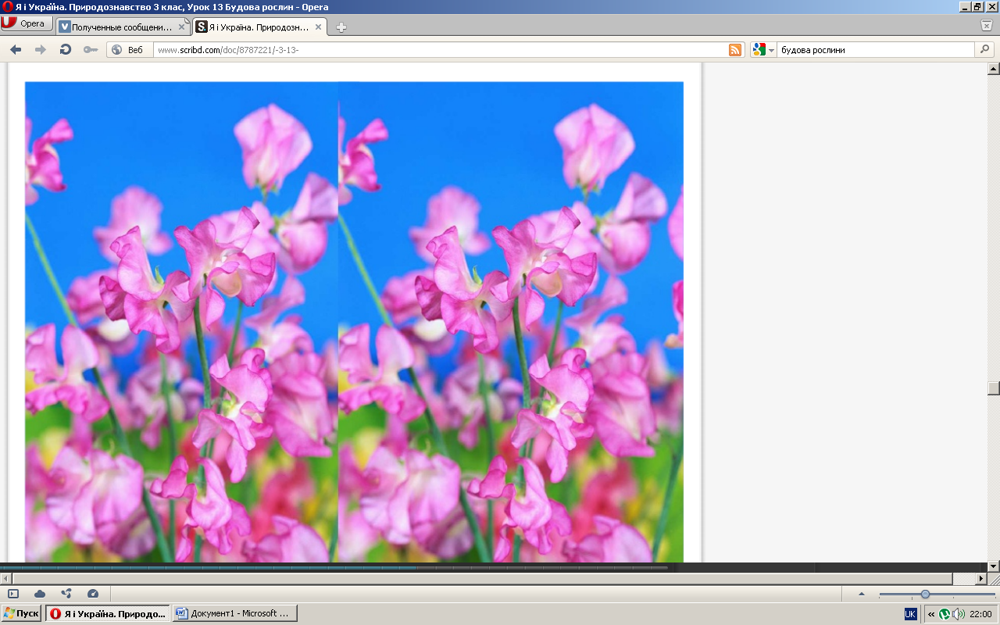 Я і Україна. Природознавство 3 клас, Урок 13 Будова рослин - Opera
Opera
Полученные сообщени...
Я і Україна. Природозн...
Веб
www.scribd.com/doc/8787221/-3-13-
будова рослини
Пуск
Я і Україна. Природо...
Документ1 - Microsoft ...
UK
«
22:00